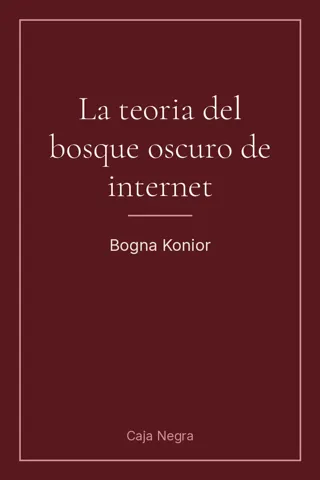 La teoria del
bosque oscuro de
internet
Bogna Konior
Caja Negra